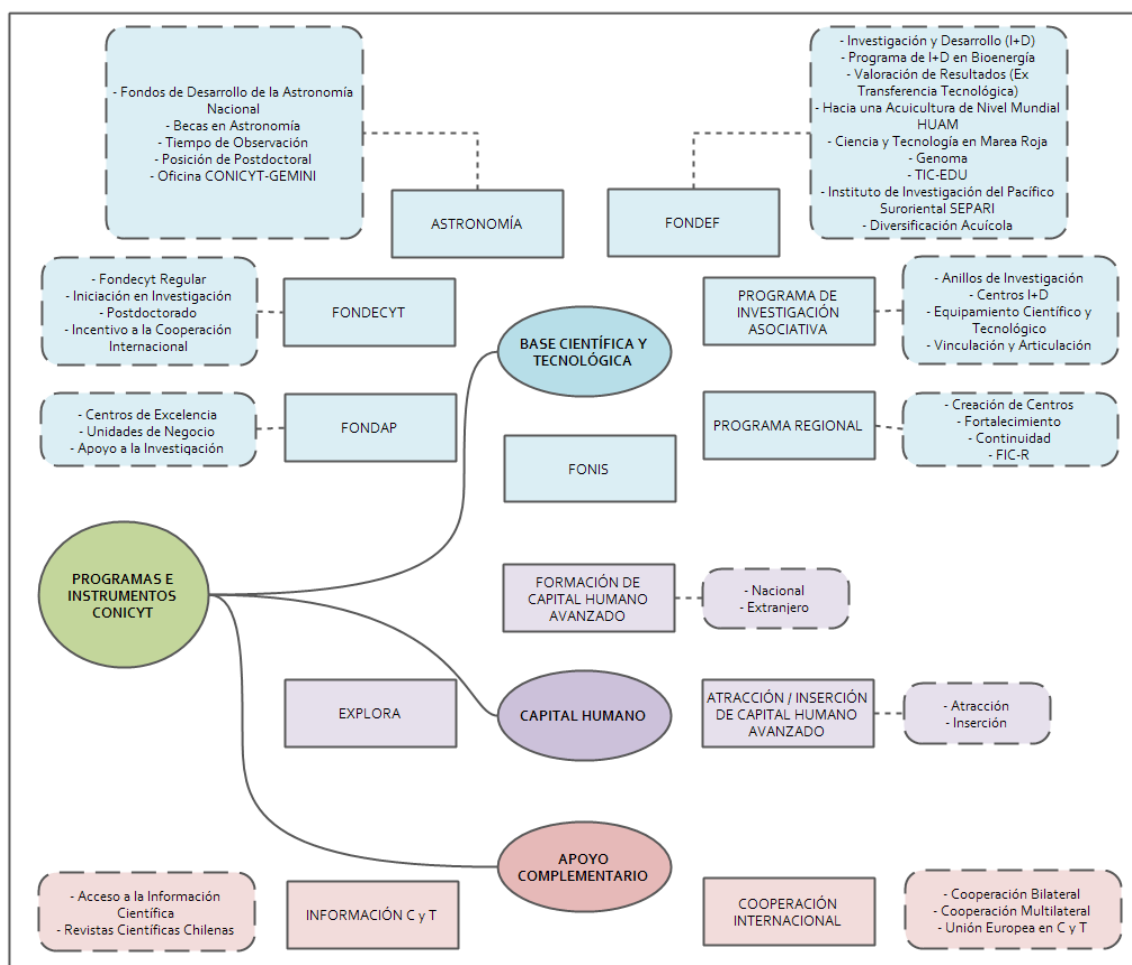 - Fondos de Desarrollo de la Astronomía
Nacional
- Becas en Astronomía
- Tiempo de Observación
- Posición de Postdoctoral
- Oficina CONICYT-GEMINI
- Investigación y Desarrollo (I+D)
- Programa de I+D en Bioenergía
- Valoración de Resultados (Ex
Transferencia Tecnológica)
- Hacia una Acuicultura de Nivel Mundial
HUAM
- Ciencia y Tecnología en Marea Roja
- Genoma
- TIC-EDU
- Instituto de Investigación del Pacífico
Suroriental SEPARI
- Diversificación Acuícola
ASTRONOMÍA
FONDEF
- Fondecyt Regular
- Iniciación en Investigación
- Postdoctorado
- Incentivo a la Cooperación
Internacional
FONDECYT
BASE CIENTÍFICA Y
TECNOLÓGICA
PROGRAMA DE
INVESTIGACIÓN
ASOCIATIVA
- Anillos de Investigación
- Centros I+D
- Equipamiento Científico y
Tecnológico
- Vinculación y Articulación
- Centros de Excelencia
- Unidades de Negocio
- Apoyo a la Investigación
FONDAP
FONIS
PROGRAMA REGIONAL
- Creación de Centros
- Fortalecimiento
- Continuidad
- FIC-R
PROGRAMAS E
INSTRUMENTOS
CONICYT
FORMACIÓN DE
CAPITAL HUMANO
AVANZADO
- Nacional
- Extranjero
EXPLORA
CAPITAL HUMANO
ATRACCIÓN / INSERCIÓN
DE CAPITAL HUMANO
AVANZADO
- Atracción
- Inserción
APOYO
COMPLEMENTARIO
- Acceso a la Información
Científica
- Revistas Científicas Chilenas
INFORMACIÓN C y T
COOPERACIÓN
INTERNACIONAL
- Cooperación Bilateral
- Cooperación Multilateral
- Unión Europea en C y T